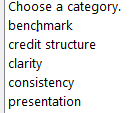 Choose a category.
benchmark
credit structure
clarity
consistency
presentation